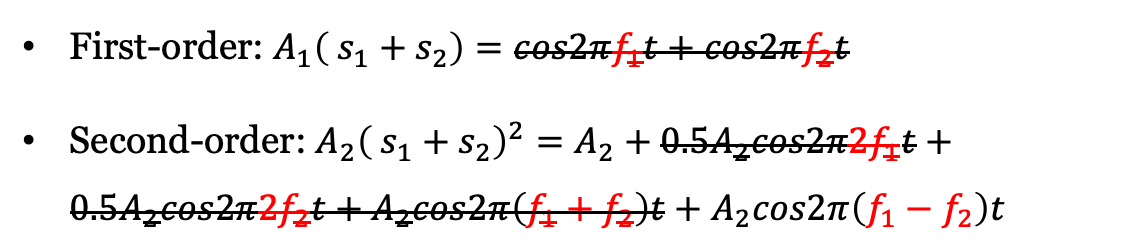 • First-order: A₁( s₁ + s₂) = cos2πf₁t + cos2πf₂t
• Second-order: A₂( s₁ + s₂)² = A₂ + 0.5A₂cos2π2f₁t +
0.5A₂cos2π2f₂t + A₂cos2π(f₁ + f₂)t + A₂cos2π(f₁ − f₂)t